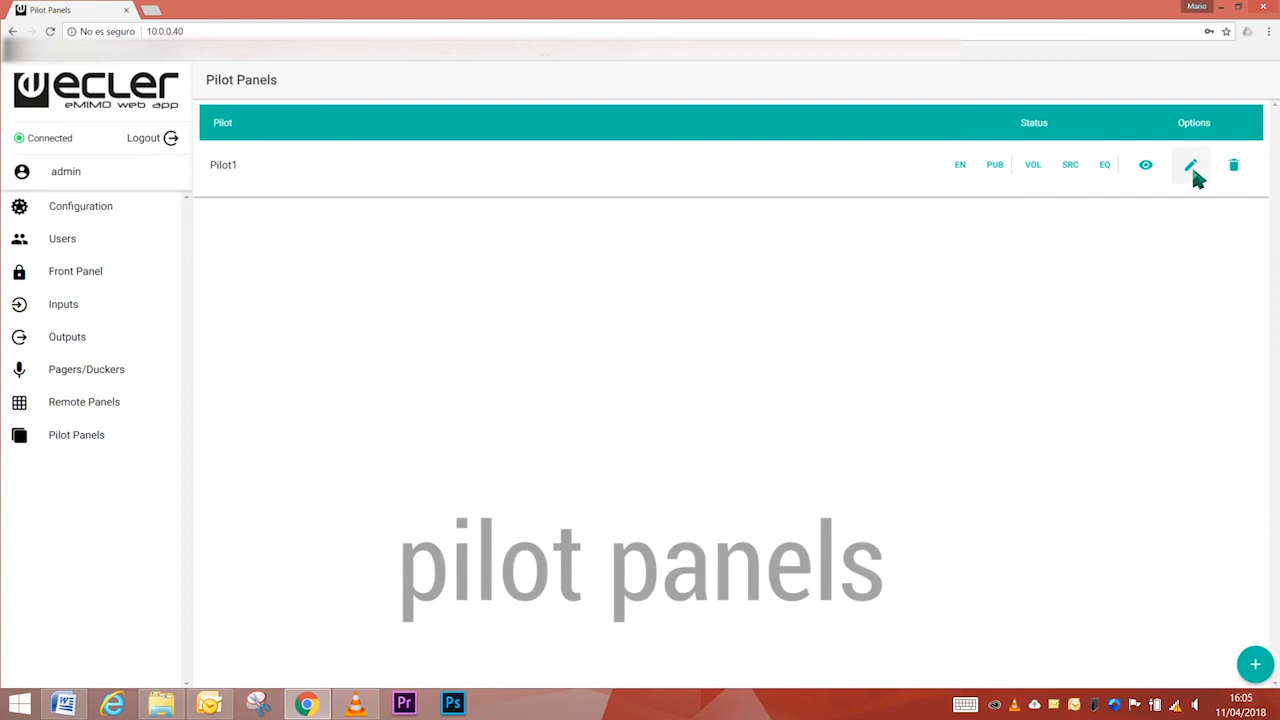 Pilot Panels
Mario
No es seguro
10.0.0.40
ecler
eMIMO web app
Pilot Panels
Connected
Logout
admin
Configuration
Users
Front Panel
Inputs
Outputs
Pagers/Duckers
Remote Panels
Pilot Panels
Pilot Status Options
Pilot1 EN PUB VOL SRC EQ
pilot panels
Pr
Ps
16:05
11/04/2018